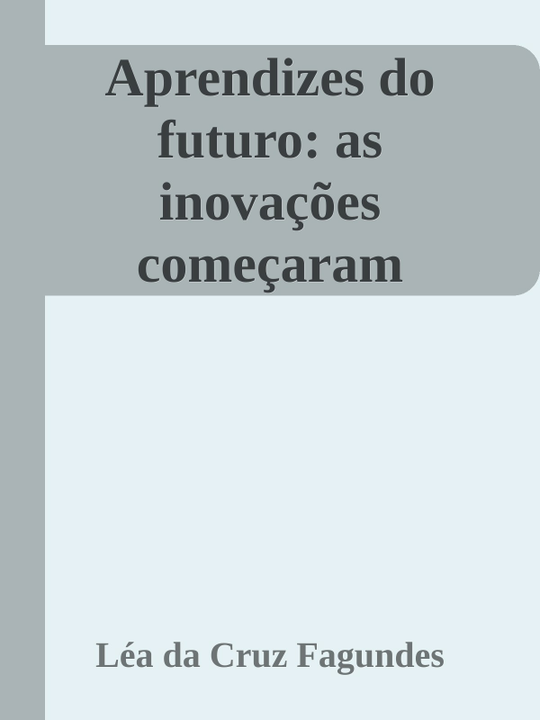 Aprendizes do
futuro: as
inovações
começaram
Léa da Cruz Fagundes